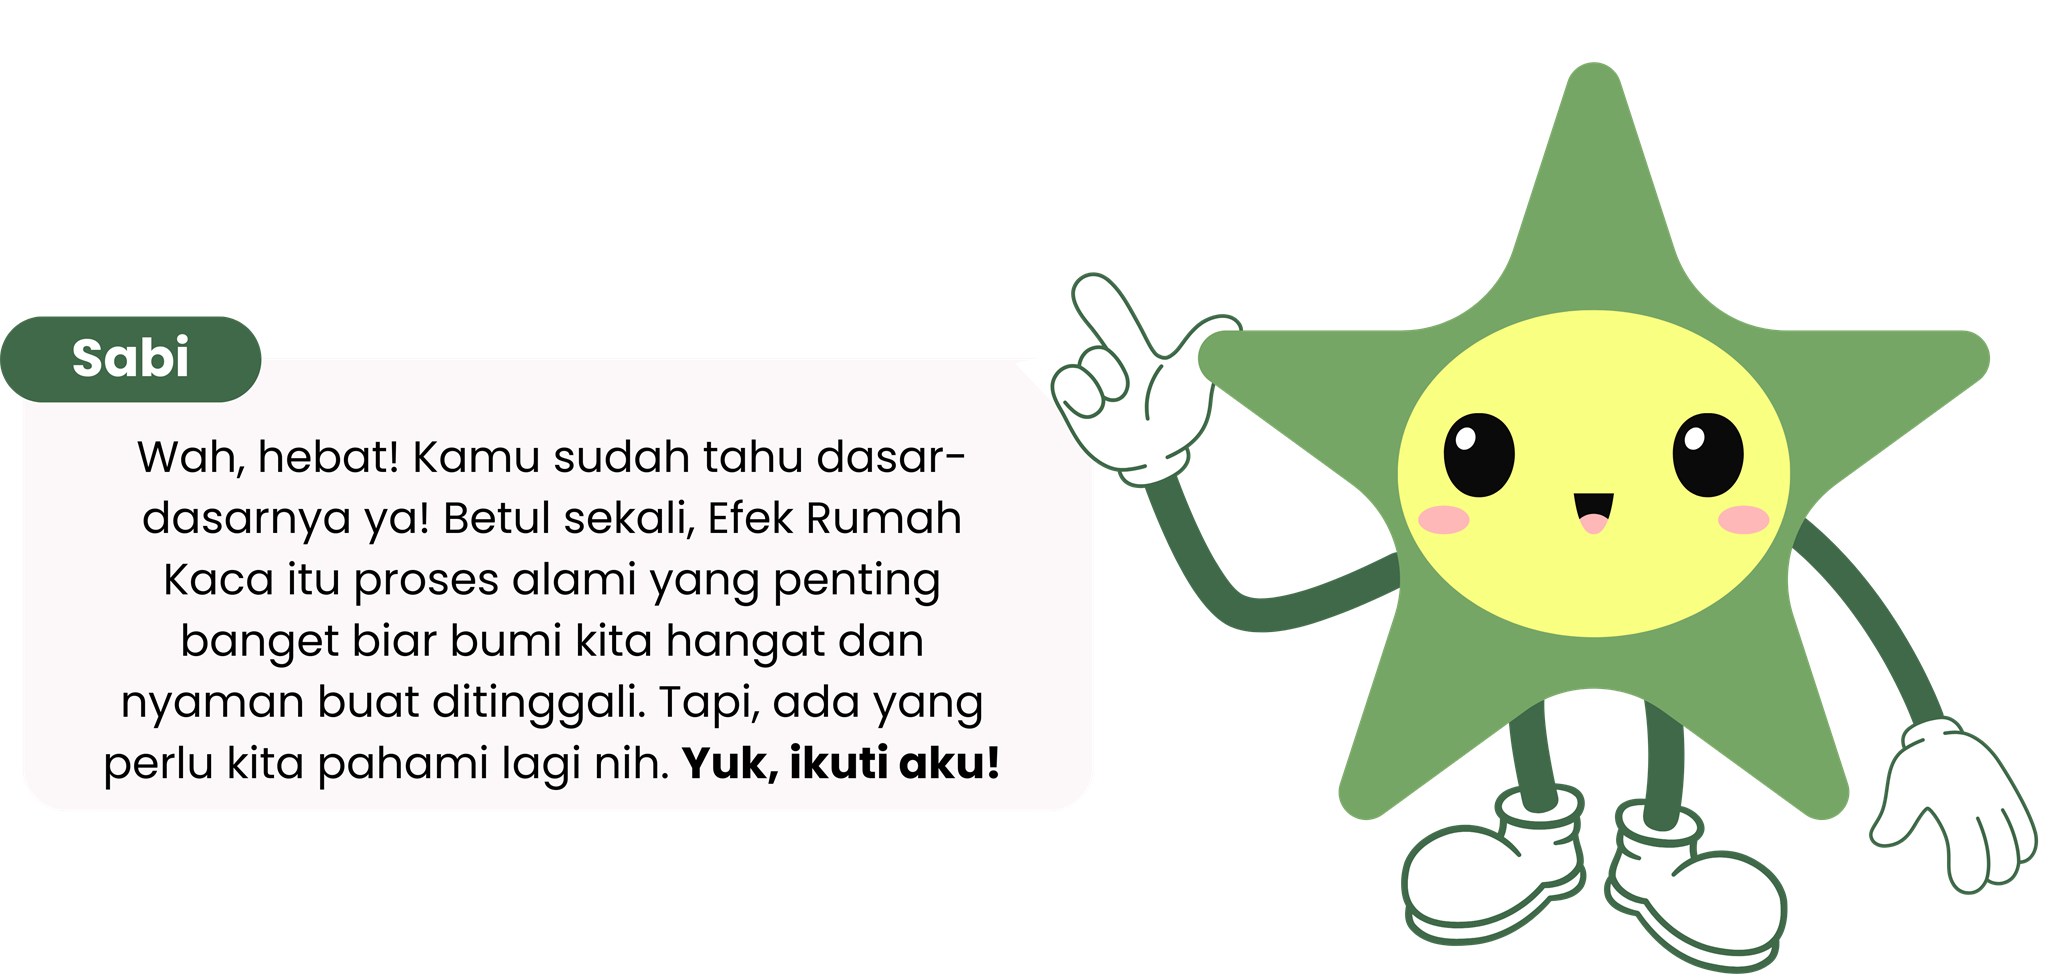 Sabi
Wah, hebat! Kamu sudah tahu dasar-
dasarnya ya! Betul sekali, Efek Rumah
Kaca itu proses alami yang penting
banget biar bumi kita hangat dan
nyaman buat ditinggali. Tapi, ada yang
perlu kita pahami lagi nih. Yuk, ikuti aku!